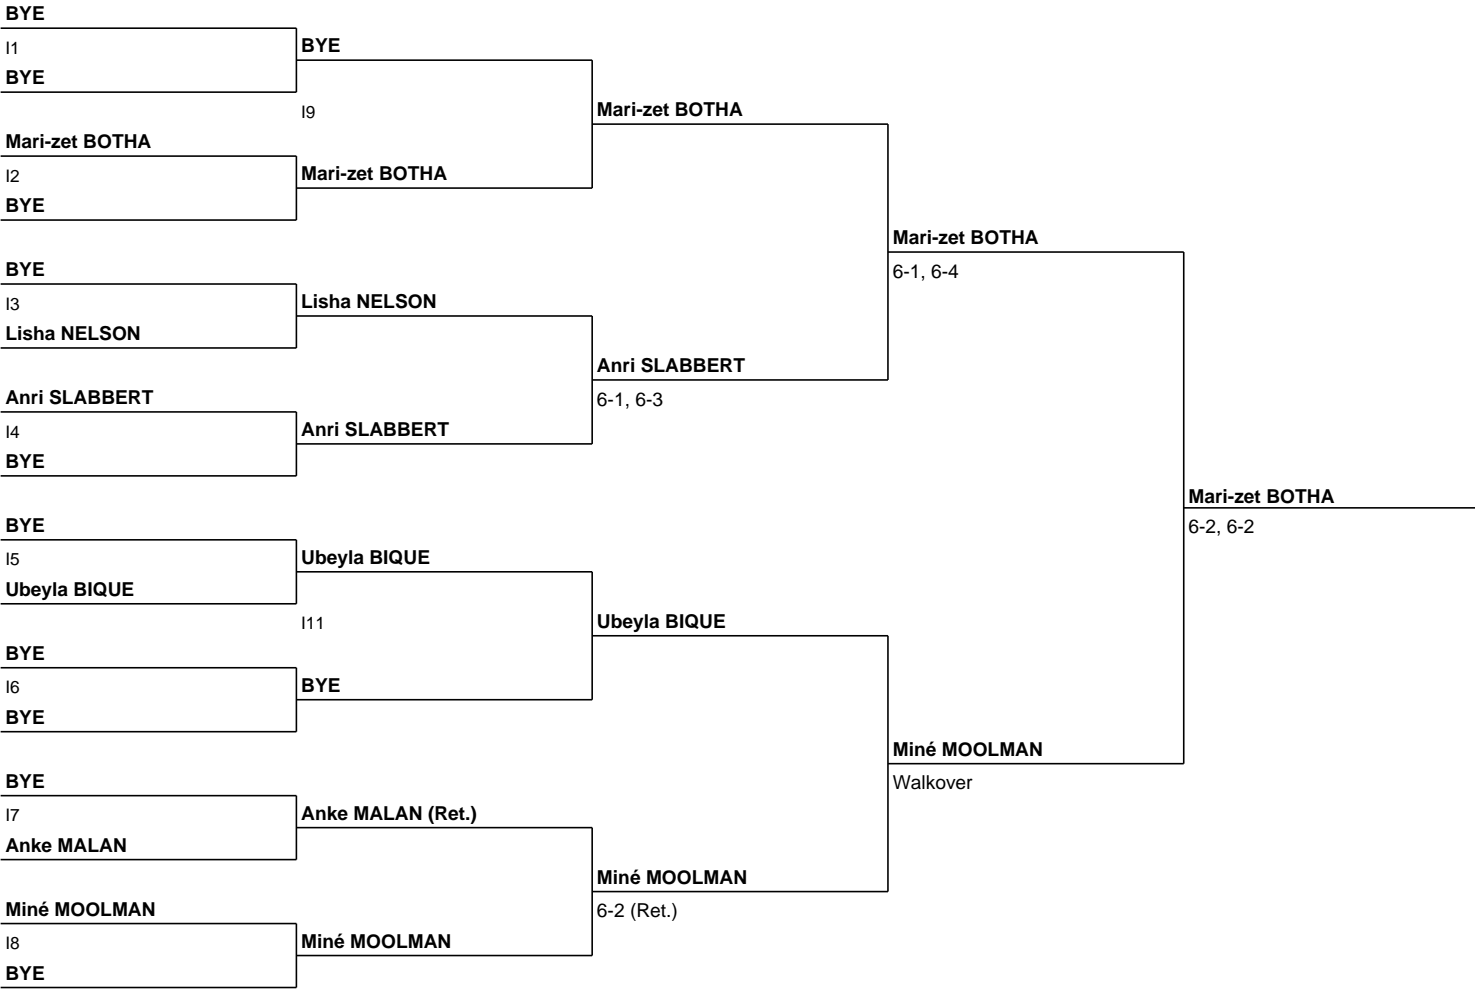 BYE
I1
BYE
Mari-zet BOTHA
I2
BYE
BYE
I3
Lisha NELSON
Anri SLABBERT
I4
BYE
BYE
I5
Ubeyla BIQUE
BYE
I6
BYE
BYE
I7
Anke MALAN
Miné MOOLMAN
I8
BYE
BYE
I9
Mari-zet BOTHA
Lisha NELSON
Anri SLABBERT
Ubeyla BIQUE
I11
BYE
Anke MALAN (Ret.)
Miné MOOLMAN
Mari-zet BOTHA
Anri SLABBERT
6-1, 6-3
Ubeyla BIQUE
Miné MOOLMAN
6-2 (Ret.)
Mari-zet BOTHA
6-1, 6-4
Miné MOOLMAN
Walkover
Mari-zet BOTHA
6-2, 6-2